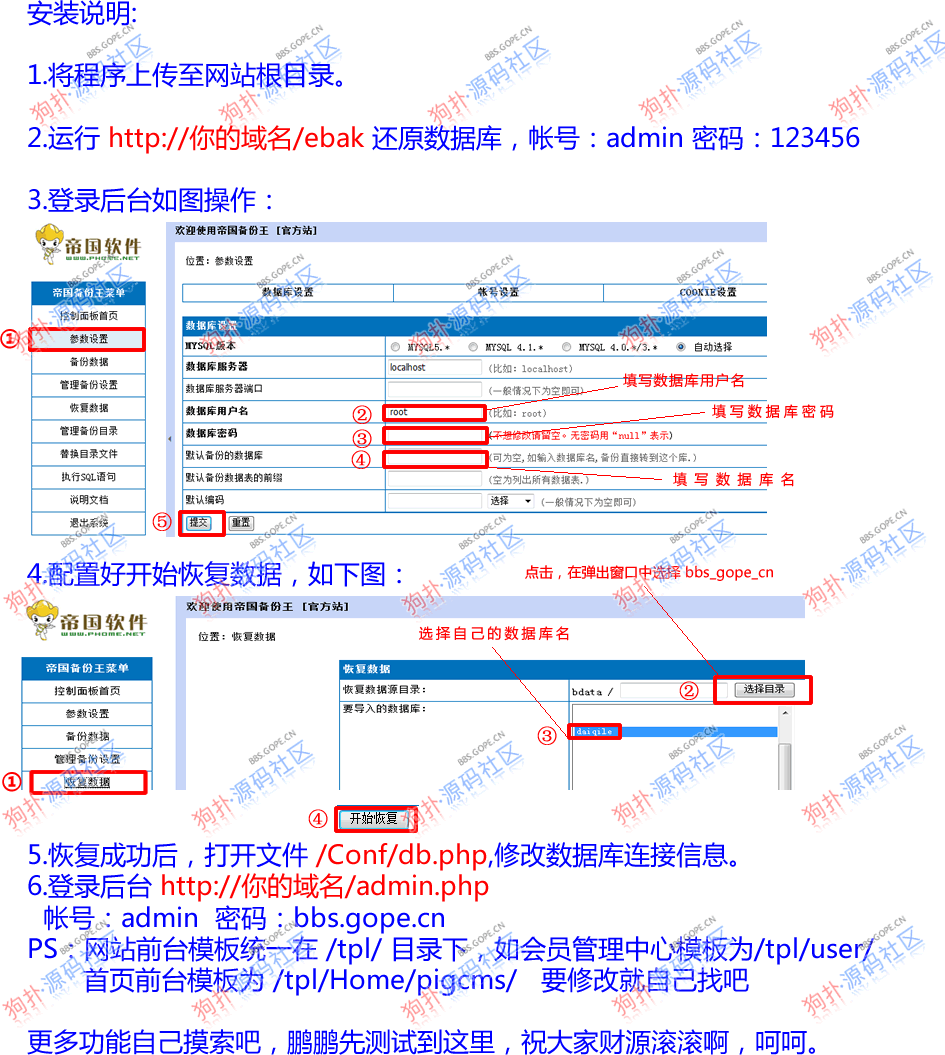 安装说明:
1.将程序上传至网站根目录。
2.运行 http://你的域名/ebak 还原数据库，帐号：admin 密码：123456
3.登录后台如图操作：
帝国软件
WWW.PHOME.NET
欢迎使用帝国备份王 [官方站]
位置：参数设置
帝国备份王菜单
控制面板首页
① 参数设置
备份数据
管理备份设置
恢复数据
管理备份目录
替换目录文件
执行SQL语句
说明文档
退出系统
数据库设置 帐号设置 COOKIE设置
数据库设置
MYSQL版本 MYSQL5.* MYSQL 4.1.* MYSQL 4.0.*/3.* 自动选择
数据库服务器 localhost (比如：localhost)
数据库服务器端口 (一般情况下为空即可)
填写数据库用户名
数据库用户名 ② root (比如：root)
填写数据库密码
数据库密码 ③ (不想修改请留空。无密码用“null”表示)
默认备份的数据库 ④ (可为空,如输入数据库名,备份直接转到这个库.)
填写数据库名
默认备份数据表的前缀 (空为列出所有数据表.)
默认编码 选择 (一般情况下为空即可)
⑤ 提交 重置
4.配置好开始恢复数据，如下图：
点击，在弹出窗口中选择 bbs_gope_cn
帝国软件
WWW.PHOME.NET
欢迎使用帝国备份王 [官方站]
位置：恢复数据
选择自己的数据库名
帝国备份王菜单
控制面板首页
参数设置
备份数据
管理备份设置
① 恢复数据
恢复数据
恢复数据源目录： bdata / ② 选择目录
要导入的数据库：
③ daiqile
④ 开始恢复
5.恢复成功后，打开文件 /Conf/db.php,修改数据库连接信息。
6.登录后台 http://你的域名/admin.php
帐号：admin 密码：bbs.gope.cn
PS：网站前台模板统一在 /tpl/ 目录下，如会员管理中心模板为/tpl/user/
首页前台模板为 /tpl/Home/pigcms/ 要修改就自己找吧
更多功能自己摸索吧，鹏鹏先测试到这里，祝大家财源滚滚啊，呵呵。
狗扑·源码社区
BBS.GOPE.CN